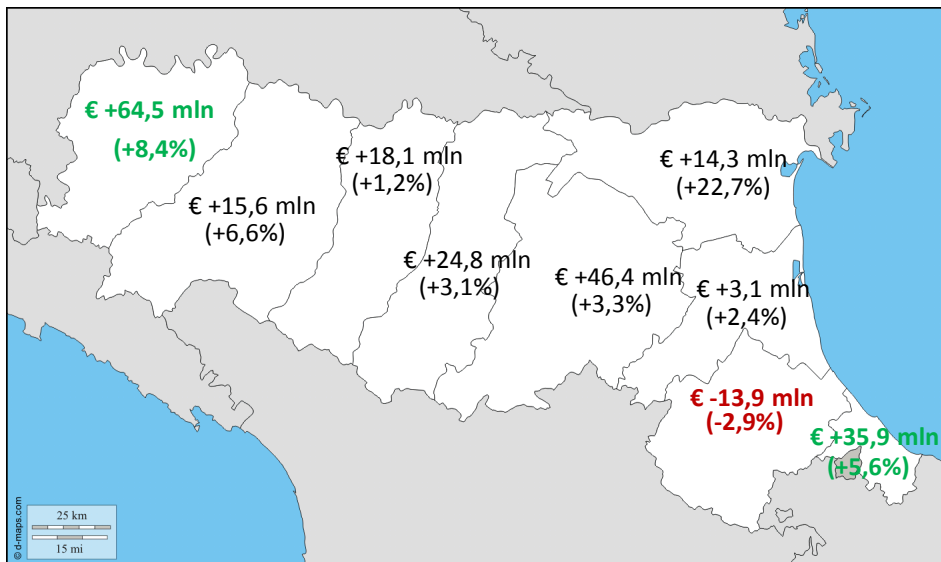 € +64,5 mln
(+8,4%)
€ +18,1 mln
(+1,2%)
€ +14,3 mln
(+22,7%)
€ +15,6 mln
(+6,6%)
€ +24,8 mln
(+3,1%)
€ +46,4 mln
(+3,3%)
€ +3,1 mln
(+2,4%)
€ -13,9 mln
(-2,9%)
€ +35,9 mln
(+5,6%)
25 km
15 mi
© d-maps.com